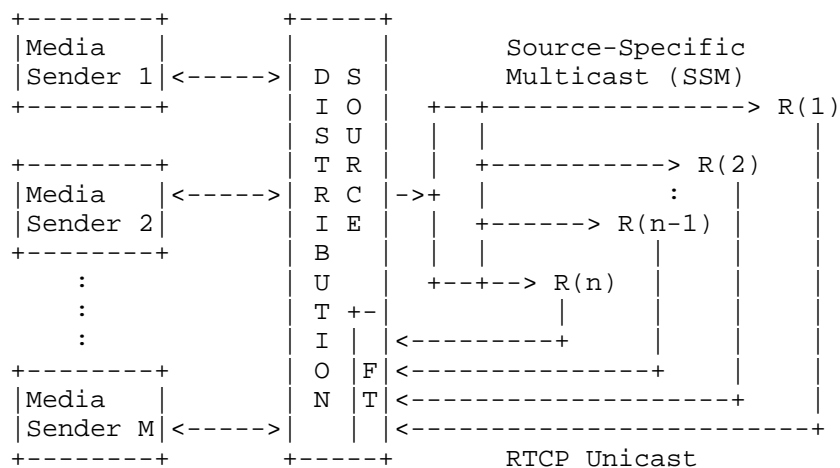 +--------+          +-----+
|Media   |          |     |       Source-Specific
|Sender 1|<----->| D S |       Multicast (SSM)
+--------+          | I O |  +--+----------------> R(1)
                    | S U |  |  |                    |
+--------+          | T R |  |  +-----------> R(2)   |
|Media   |<----->| R C |->+  |           :   |    |
|Sender 2|          | I E |  |  +------> R(n-1) |    |
+--------+          | B   |  |  |          |    |    |
    :               | U   |  +--+--> R(n)  |    |    |
    :               | T +-|          |     |    |    |
    :               | I | |<---------+     |    |    |
+--------+          | O |F|<---------------+    |    |
|Media   |          | N |T|<--------------------+    |
|Sender M|<----->|   | |<-------------------------+
+--------+          +-----+       RTCP Unicast